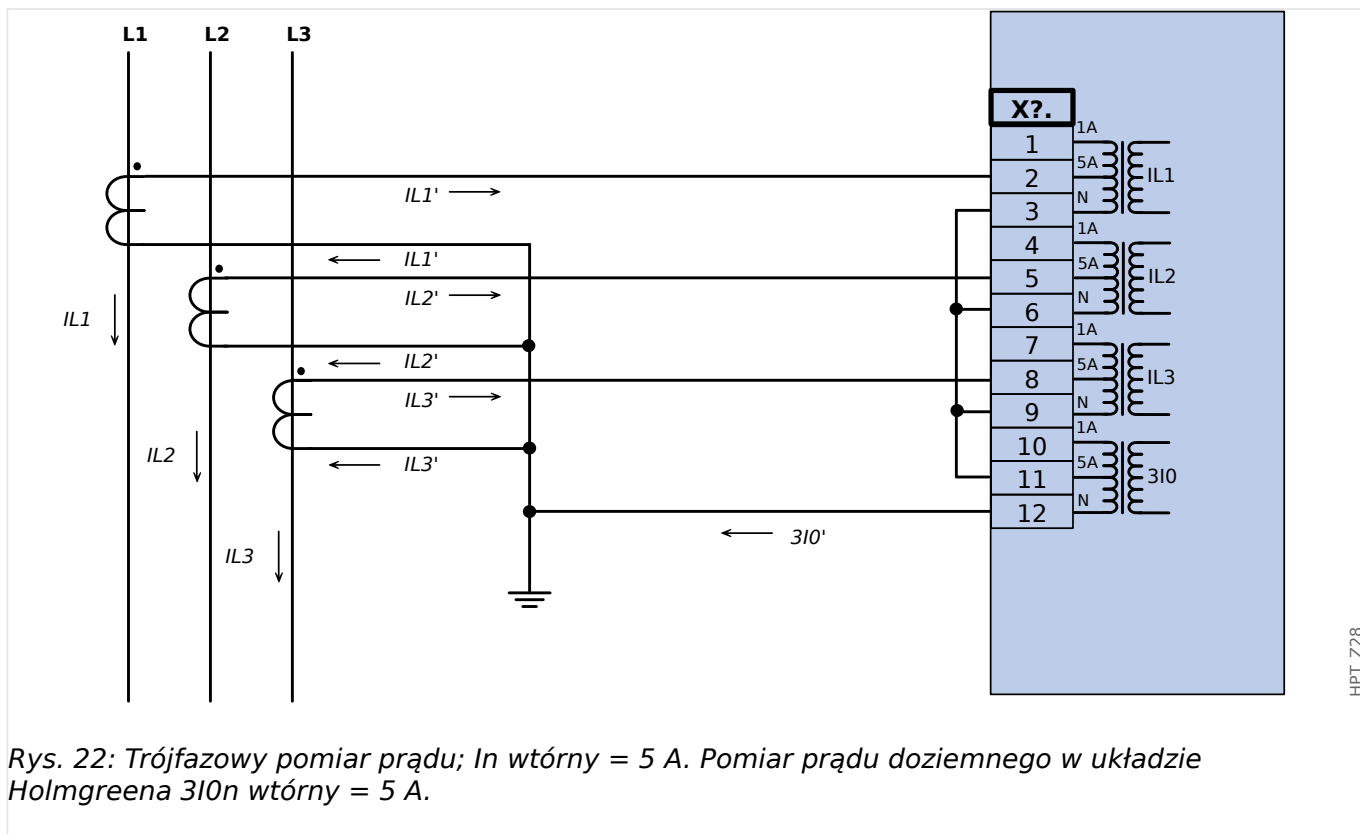 L1 L2 L3
X?.
1
2
3
4
5
6
7
8
9
10
11
12
1A
5A
N
IL1
1A
5A
N
IL2
1A
5A
N
IL3
1A
5A
N
3I0
IL1'
IL1'
IL2'
IL2'
IL3'
IL3'
3I0'
IL1
IL2
IL3
HPT_Z28
Rys. 22: Trójfazowy pomiar prądu; In wtórny = 5 A. Pomiar prądu doziemnego w układzie
Holmgreena 3I0n wtórny = 5 A.